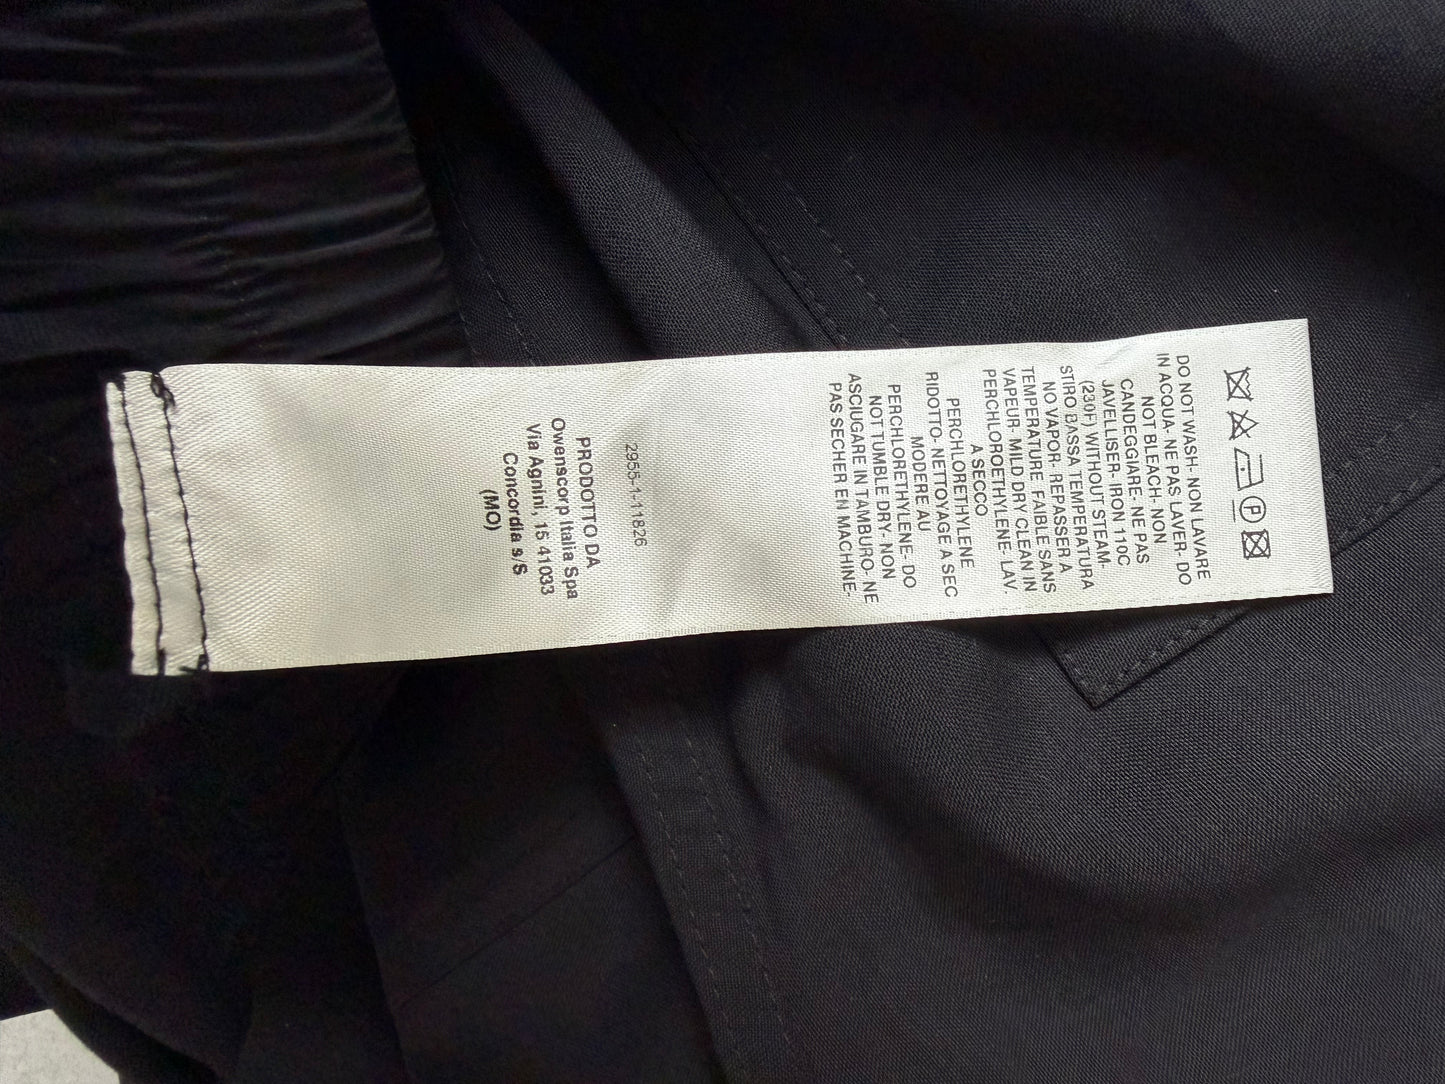 DO NOT WASH- NON LAVARE
IN ACQUA- NE PAS LAVER- DO
NOT BLEACH- NON
CANDEGGIARE- NE PAS
JAVELLISER- IRON 110C
(230F) WITHOUT STEAM-
STIRO BASSA TEMPERATURA
NO VAPOR- REPASSER A
TEMPERATURE FAIBLE SANS
VAPEUR- MILD DRY CLEAN IN
PERCHLOROETHYLENE- LAV.
A SECCO
PERCHLORETHYLENE
RIDOTTO- NETTOYAGE A SEC
MODERE AU
PERCHLORETHYLENE- DO
NOT TUMBLE DRY- NON
ASCIUGARE IN TAMBURO- NE
PAS SECHER EN MACHINE-
2955-1-11826
PRODOTTO DA
Owenscorp Italia Spa
Via Agnini, 15 41033
Concordia s/S
(MO)